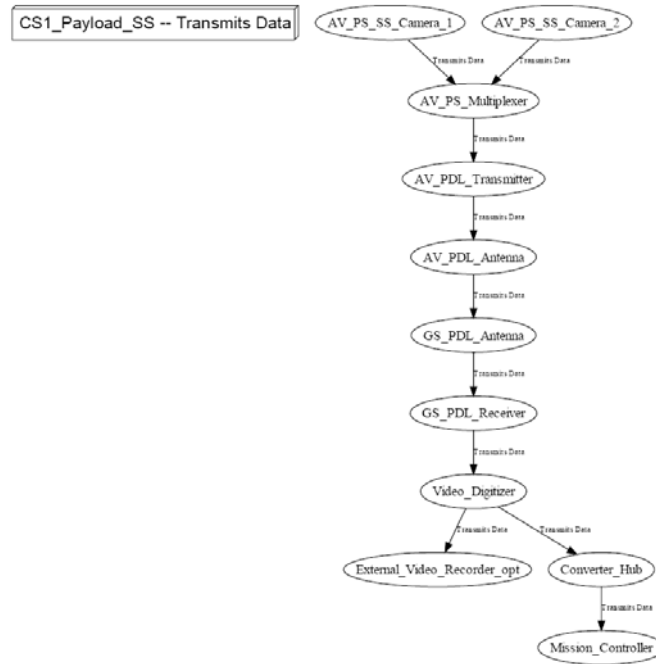 CS1_Payload_SS -- Transmits Data
AV_PS_SS_Camera_1
AV_PS_SS_Camera_2
Transmits Data
Transmits Data
AV_PS_Multiplexer
Transmits Data
AV_PDL_Transmitter
Transmits Data
AV_PDL_Antenna
Transmits Data
GS_PDL_Antenna
Transmits Data
GS_PDL_Receiver
Transmits Data
Video_Digitizer
Transmits Data
Transmits Data
External_Video_Recorder_opt
Converter_Hub
Transmits Data
Mission_Controller